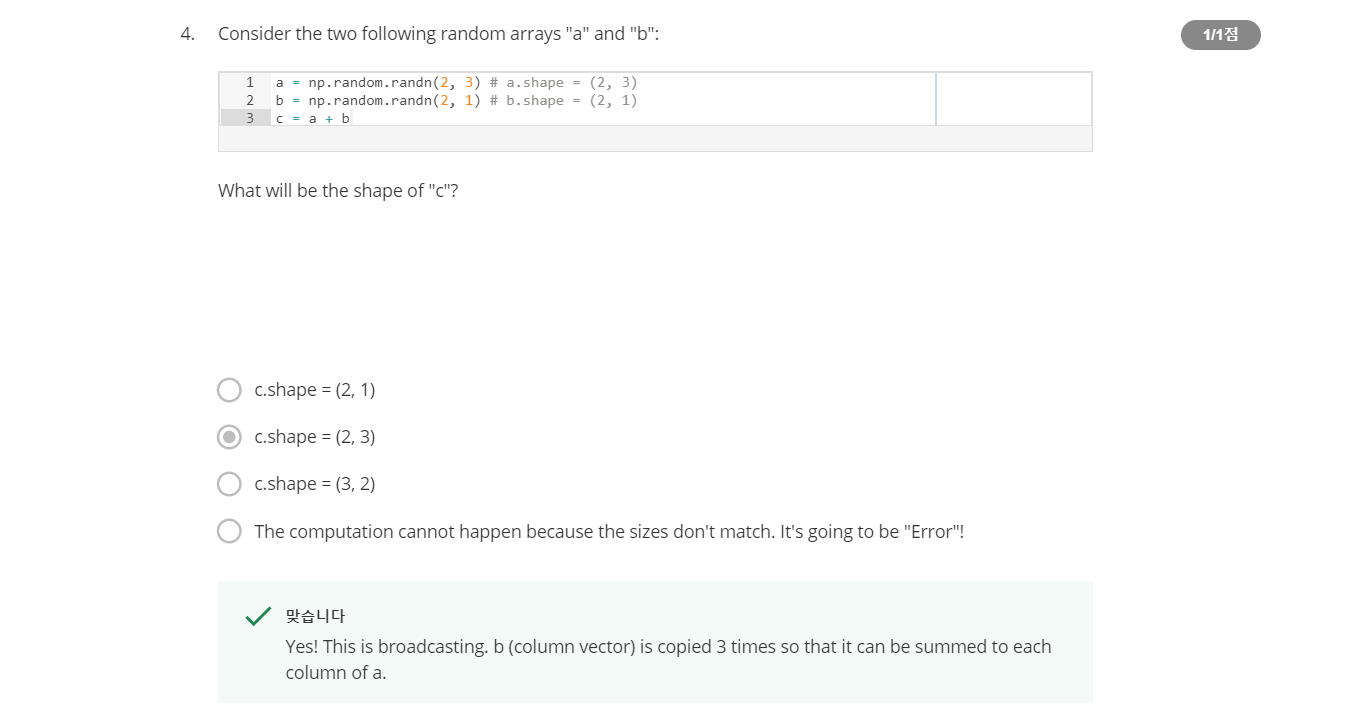 4. Consider the two following random arrays "a" and "b":
1/1점
1 a = np.random.randn(2, 3) # a.shape = (2, 3)
2 b = np.random.randn(2, 1) # b.shape = (2, 1)
3 c = a + b
What will be the shape of "c"?
c.shape = (2, 1)
c.shape = (2, 3)
c.shape = (3, 2)
The computation cannot happen because the sizes don't match. It's going to be "Error"!
맞습니다
Yes! This is broadcasting. b (column vector) is copied 3 times so that it can be summed to each
column of a.